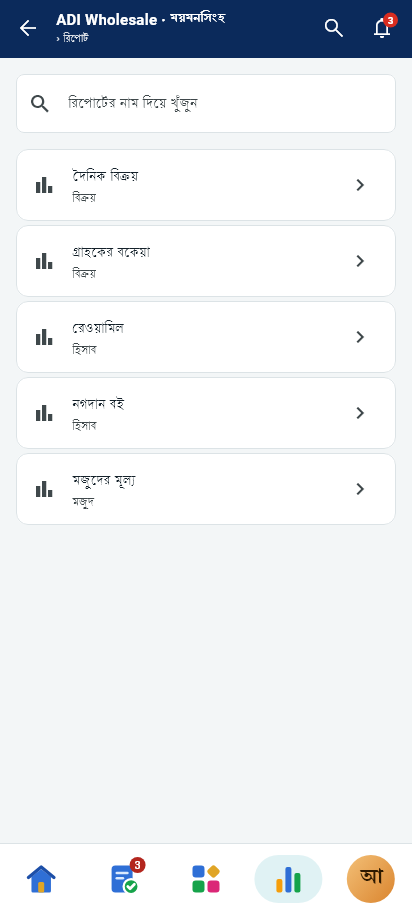 ADI Wholesale · ময়মনসিংহ
› রিপোর্ট
3
রিপোর্টের নাম দিয়ে খুঁজুন
দৈনিক বিক্রয়
বিক্রয়
গ্রাহকের বকেয়া
বিক্রয়
রেওয়ামিল
হিসাব
নগদান বই
হিসাব
মজুদের মূল্য
মজুদ
3
আ